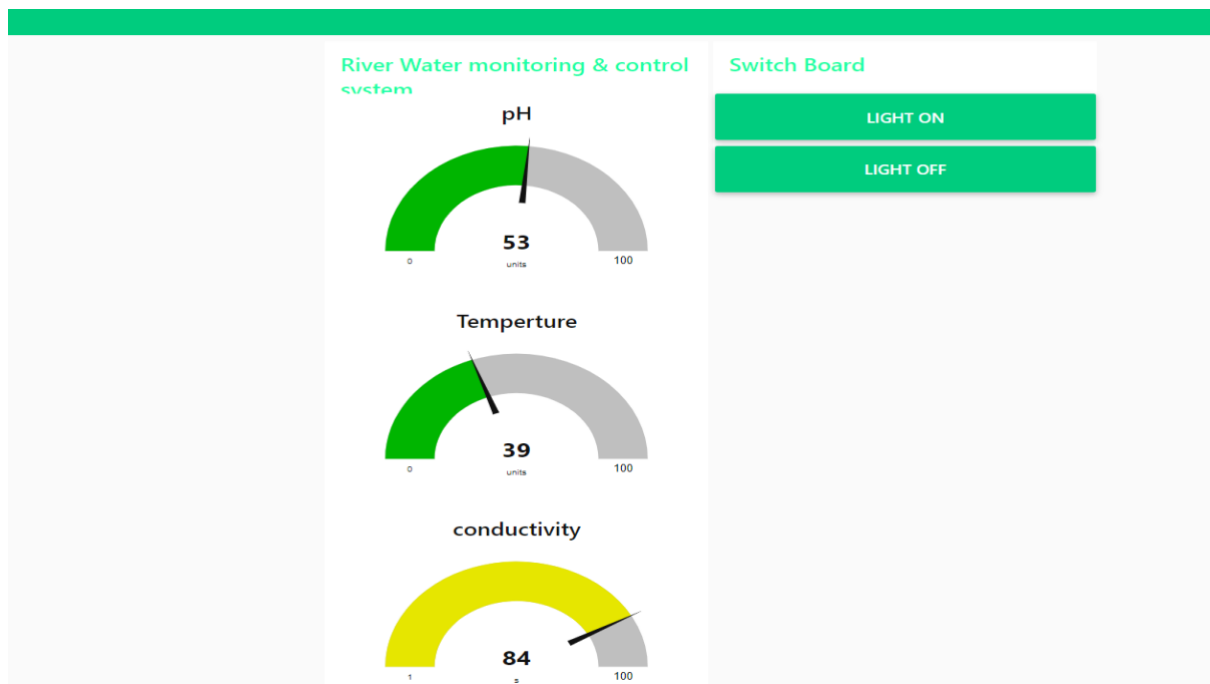 River Water monitoring & control
system
pH
53
units
0
100
Temperture
39
units
0
100
conductivity
84
s
1
100
Switch Board
LIGHT ON
LIGHT OFF